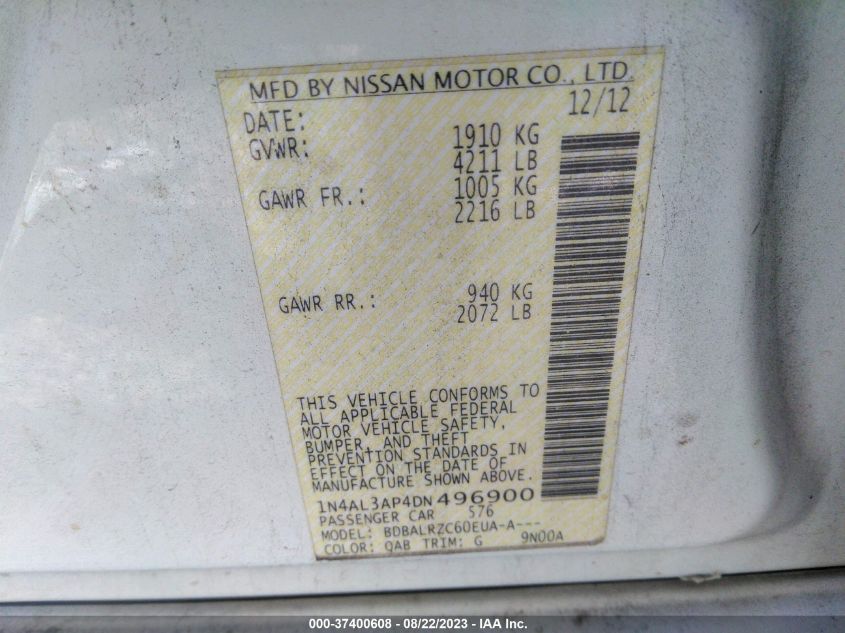 MFD BY NISSAN MOTOR CO., LTD.
DATE: 12/12
GVWR: 1910 KG
4211 LB
GAWR FR.: 1005 KG
2216 LB
GAWR RR.: 940 KG
2072 LB
THIS VEHICLE CONFORMS TO
ALL APPLICABLE FEDERAL
MOTOR VEHICLE SAFETY,
BUMPER, AND THEFT
PREVENTION STANDARDS IN
EFFECT ON THE DATE OF
MANUFACTURE SHOWN ABOVE.
1N4AL3AP4DN496900
PASSENGER CAR 576
MODEL: BDBALRZC60EUA-A---
COLOR: QAB TRIM: G 9N00A
000-37400608 / 08/22/2023 - IAA Inc.